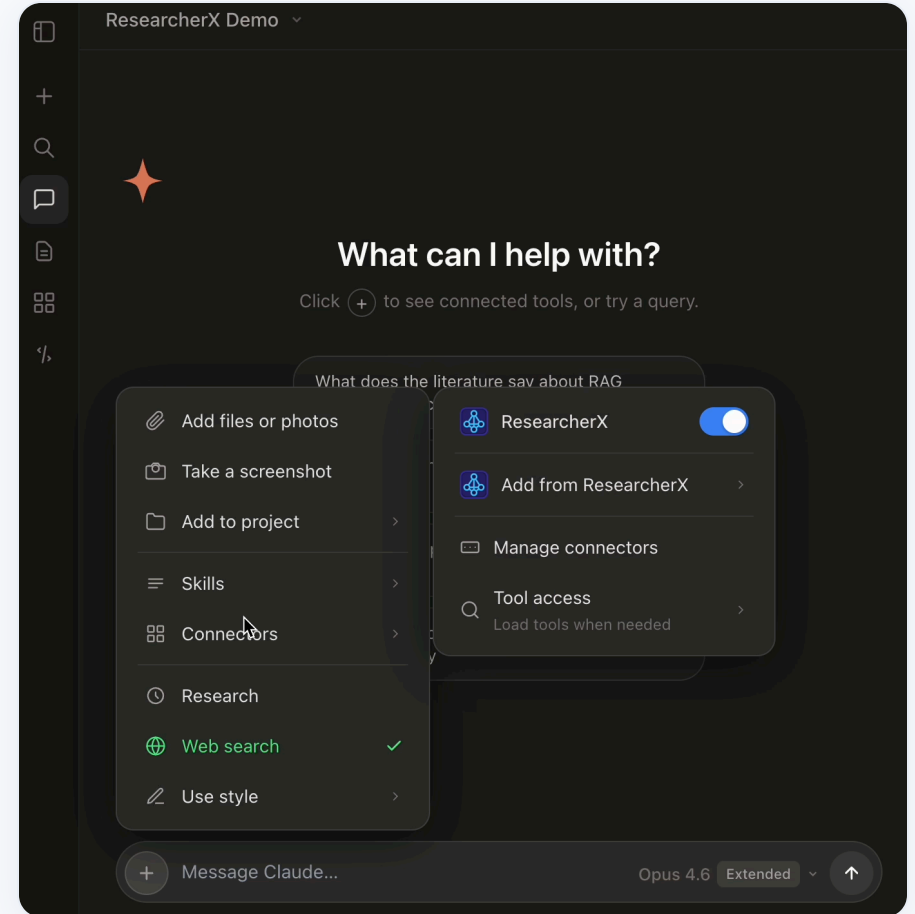 ResearcherX Demo
What can I help with?
Click + to see connected tools, or try a query.
What does the literature say about RAG
Add files or photos
Take a screenshot
Add to project
Skills
Connectors
Research
Web search
Use style
ResearcherX
Add from ResearcherX
Manage connectors
Tool access
Load tools when needed
Message Claude...
Opus 4.6 Extended